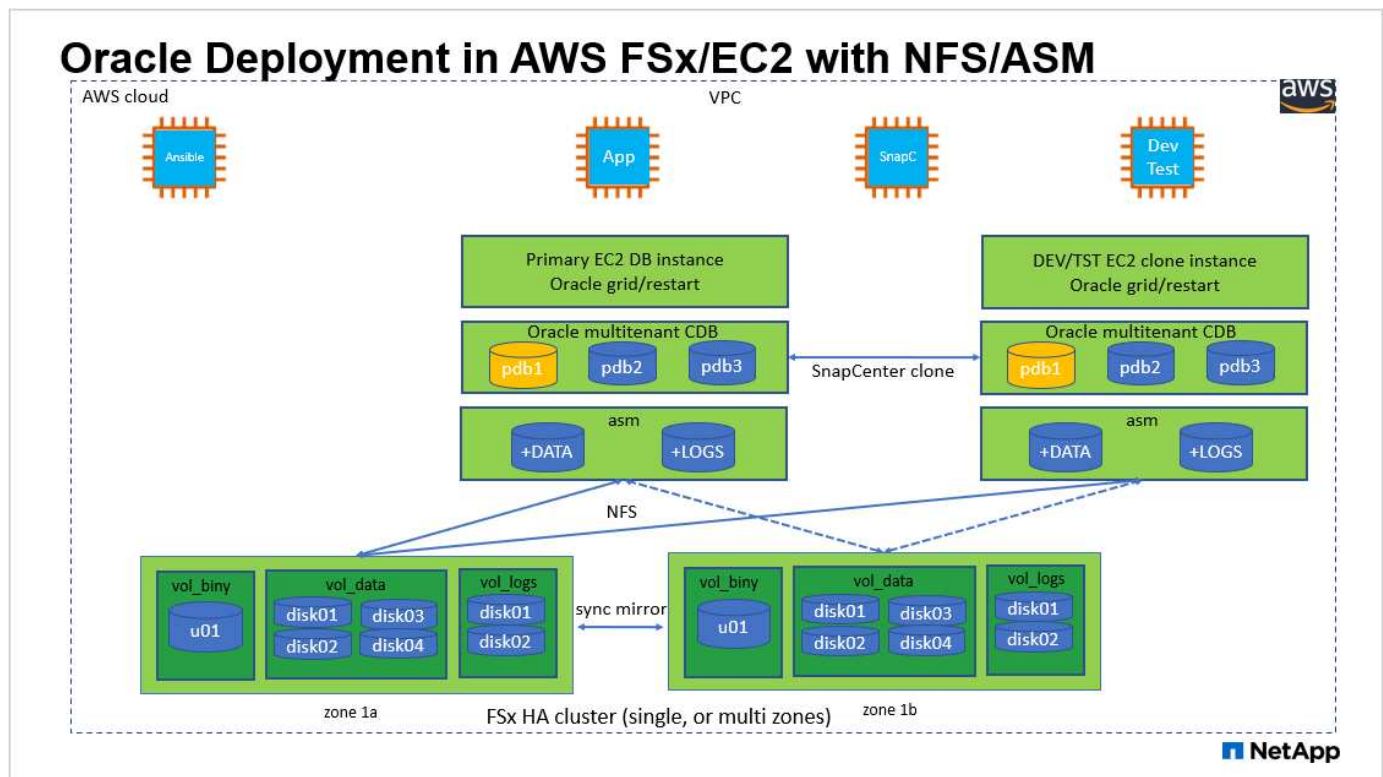 Oracle Deployment in AWS FSx/EC2 with NFS/ASM
AWS cloud
VPC
aws
Ansible
App
SnapC
Dev
Test
Primary EC2 DB instance
Oracle grid/restart
DEV/TST EC2 clone instance
Oracle grid/restart
Oracle multitenant CDB
pdb1
pdb2
pdb3
SnapCenter clone
Oracle multitenant CDB
pdb1
pdb2
pdb3
asm
+DATA
+LOGS
asm
+DATA
+LOGS
NFS
vol_biny
u01
vol_data
disk01
disk03
disk02
disk04
vol_logs
disk01
disk02
sync mirror
vol_biny
u01
vol_data
disk01
disk03
disk02
disk04
vol_logs
disk01
disk02
zone 1a
FSx HA cluster (single, or multi zones)
zone 1b
NetApp